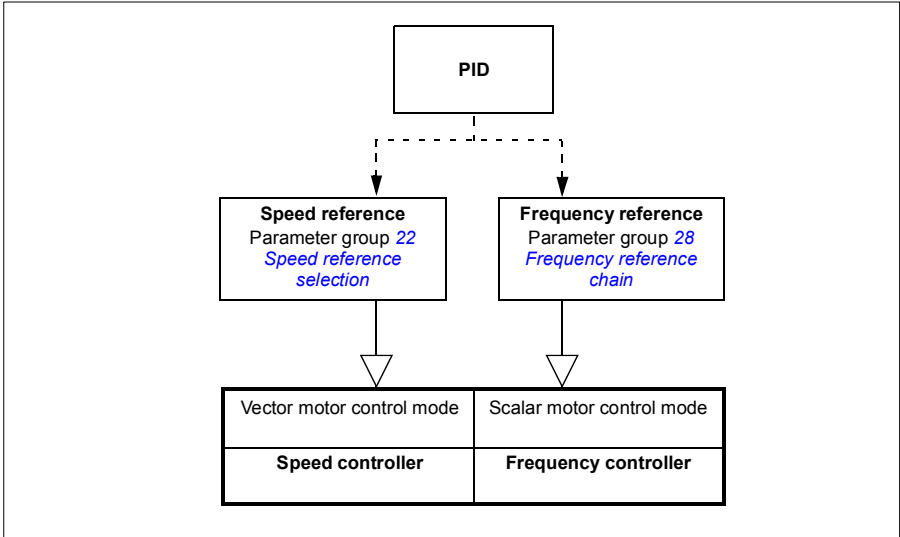 PID
Speed reference
Parameter group 22
Speed reference
selection
Frequency reference
Parameter group 28
Frequency reference
chain
Vector motor control mode
Scalar motor control mode
Speed controller
Frequency controller